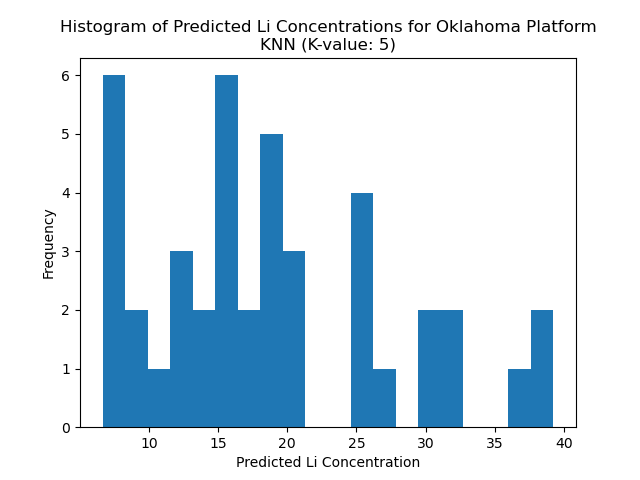 Histogram of Predicted Li Concentrations for Oklahoma Platform
KNN (K-value: 5)
6
5
4
3
2
1
0
Frequency
10 15 20 25 30 35 40
Predicted Li Concentration